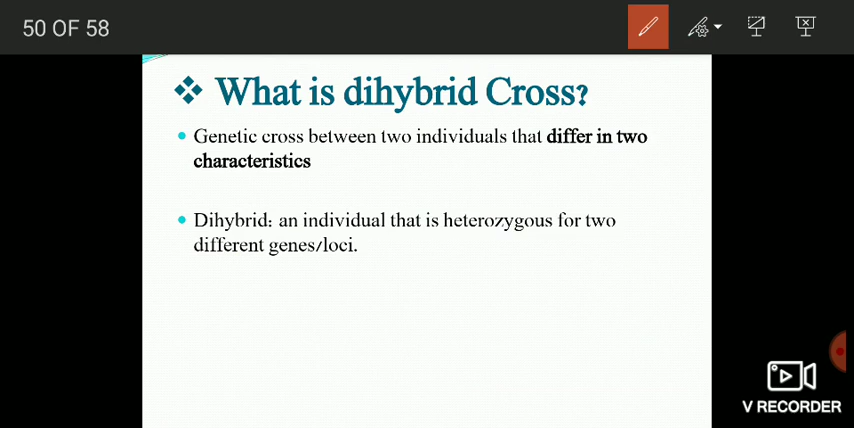 50 OF 58
What is dihybrid Cross?
Genetic cross between two individuals that differ in two
characteristics
Dihybrid: an individual that is heterozygous for two
different genes/loci.
V RECORDER